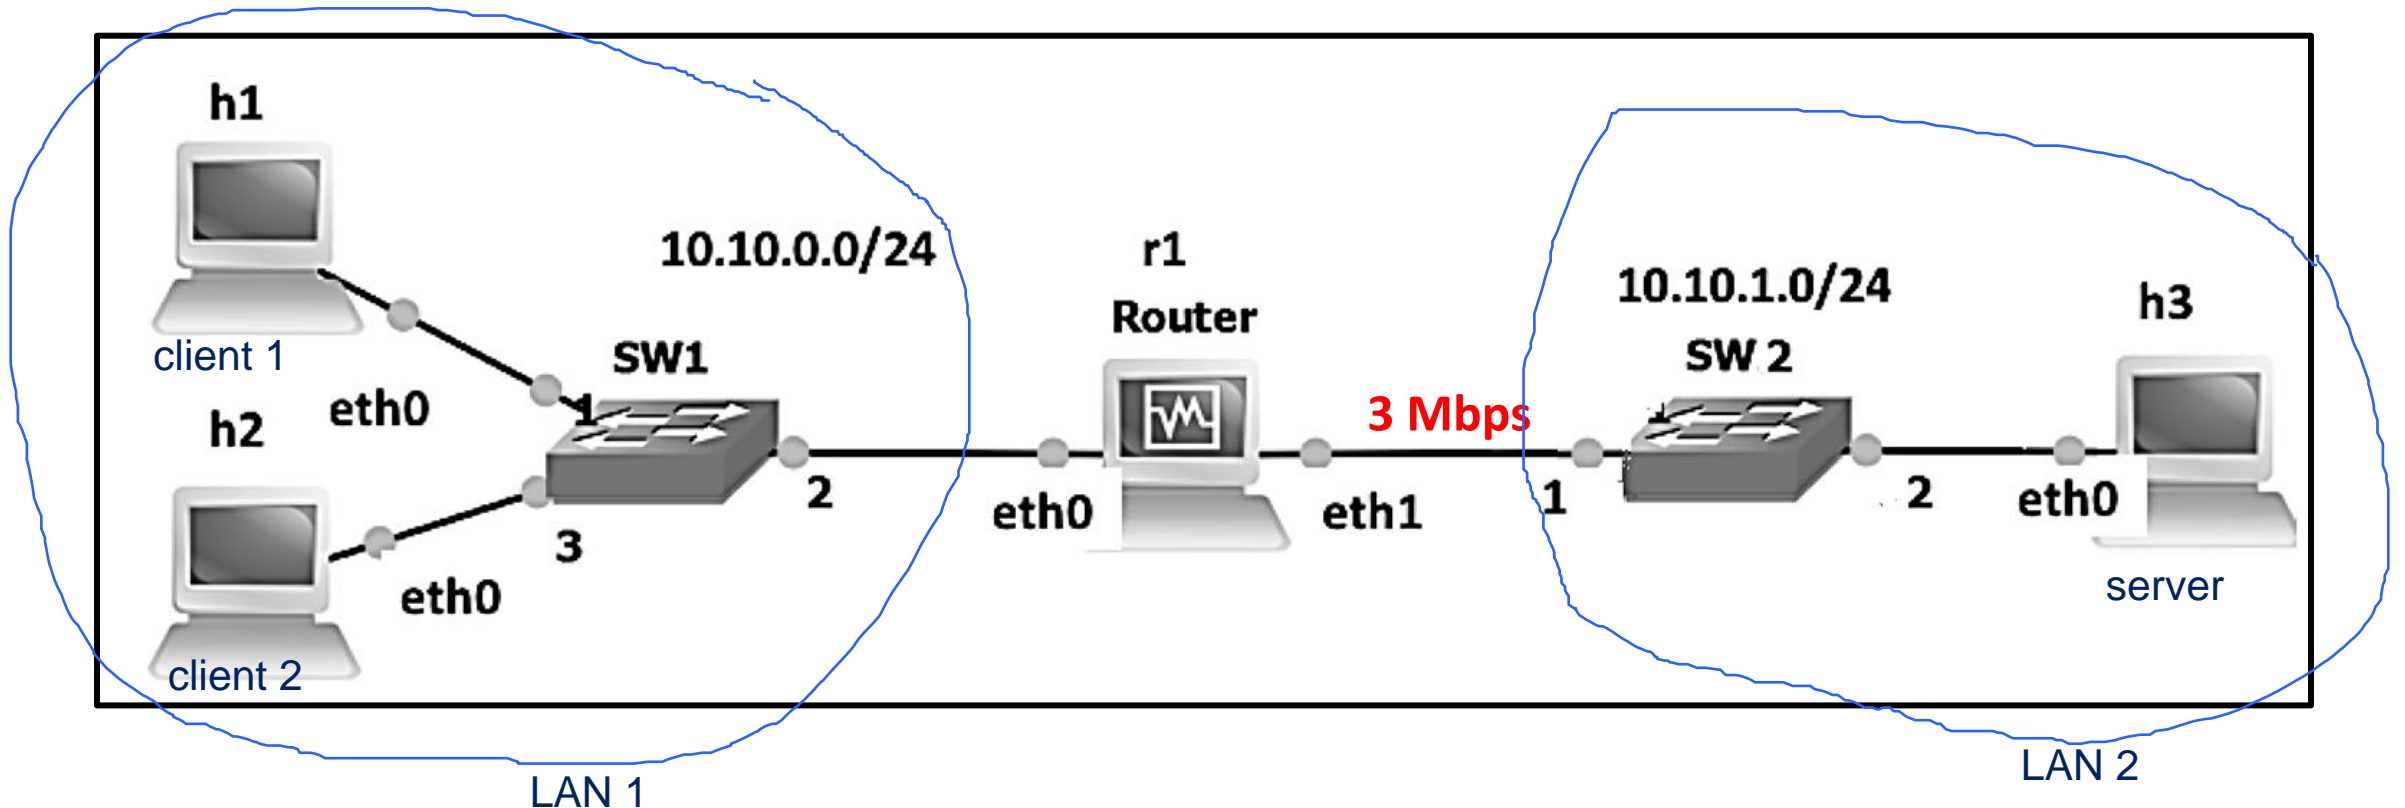 h1
client 1
eth0
h2
client 2
eth0
10.10.0.0/24
SW1
1
2
3
r1
Router
eth0
eth1
3 Mbps
10.10.1.0/24
SW 2
1
2
h3
eth0
server
LAN 1
LAN 2